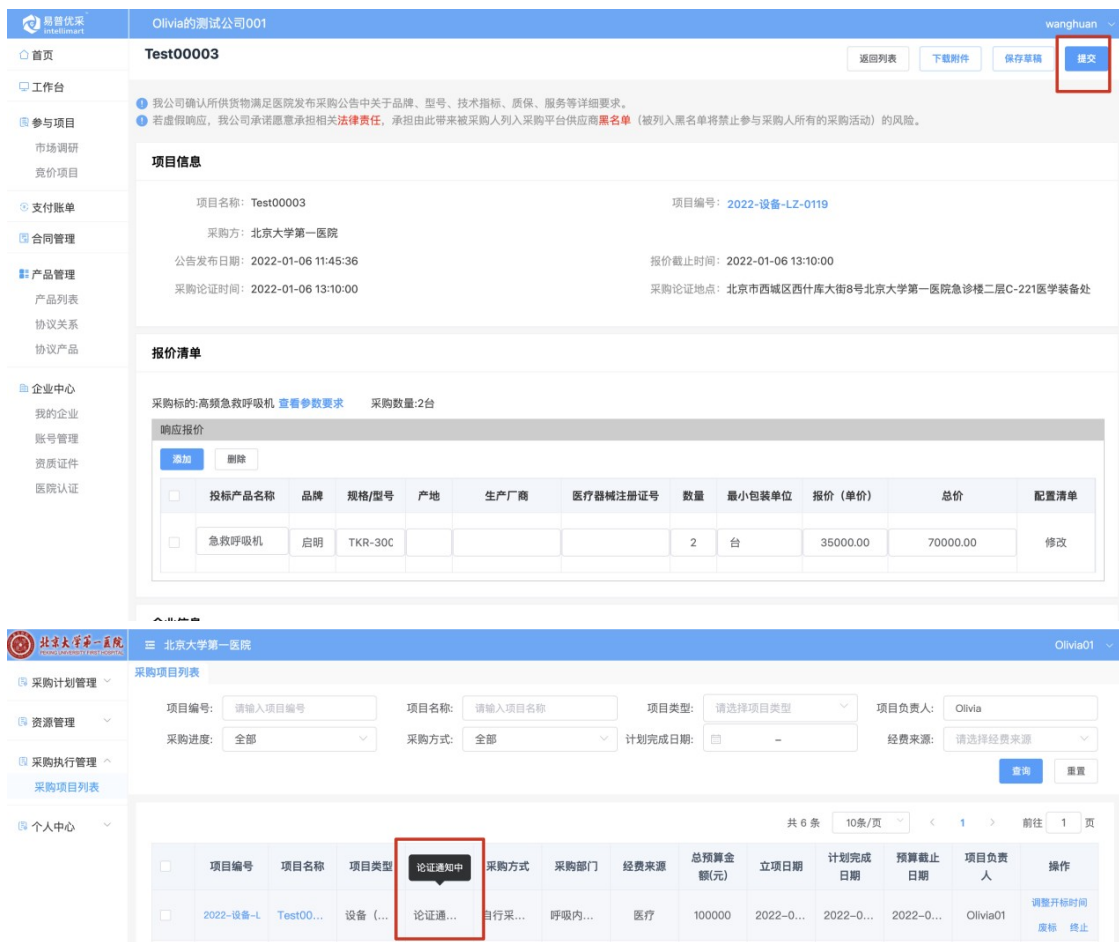 易普优采
intellimart
Olivia的测试公司001
wanghuan
首页
Test00003
返回列表 下载附件 保存草稿 提交
工作台
我公司确认所供货物满足医院发布采购公告中关于品牌、型号、技术指标、质保、服务等详细要求。
若虚假响应，我公司承诺愿意承担相关法律责任，承担由此带来被采购人列入采购平台供应商黑名单（被列入黑名单将禁止参与采购人所有的采购活动）的风险。
参与项目
市场调研
竞价项目
支付账单
合同管理
产品管理
产品列表
协议关系
协议产品
企业中心
我的企业
账号管理
资质证件
医院认证
项目信息
项目名称: Test00003 项目编号: 2022-设备-LZ-0119
采购方: 北京大学第一医院
公告发布日期: 2022-01-06 11:45:36 报价截止时间: 2022-01-06 13:10:00
采购论证时间: 2022-01-06 13:10:00 采购论证地点: 北京市西城区西什库大街8号北京大学第一医院急诊楼二层C-221医学装备处
报价清单
采购标的:高频急救呼吸机 查看参数要求 采购数量:2台
响应报价
添加 删除
投标产品名称 品牌 规格/型号 产地 生产厂商 医疗器械注册证号 数量 最小包装单位 报价（单价） 总价 配置清单
急救呼吸机 启明 TKR-300 2 台 35000.00 70000.00 修改
北京大学第一医院
PEKING UNIVERSITY FIRST HOSPITAL
北京大学第一医院
Olivia01
采购计划管理
资源管理
采购执行管理
采购项目列表
个人中心
采购项目列表
项目编号: 请输入项目编号 项目名称: 请输入项目名称 项目类型: 请选择项目类型 项目负责人: Olivia
采购进度: 全部 采购方式: 全部 计划完成日期: – 经费来源: 请选择经费来源
查询 重置
共 6 条 10条/页 < 1 > 前往 1 页
项目编号 项目名称 项目类型 论证通知中 采购方式 采购部门 经费来源 总预算金额(元) 立项日期 计划完成日期 预算截止日期 项目负责人 操作
2022-设备-L Test00... 设备（... 论证通... 自行采... 呼吸内... 医疗 100000 2022-0... 2022-0... 2022-0... Olivia01 调整开标时间
废标 终止